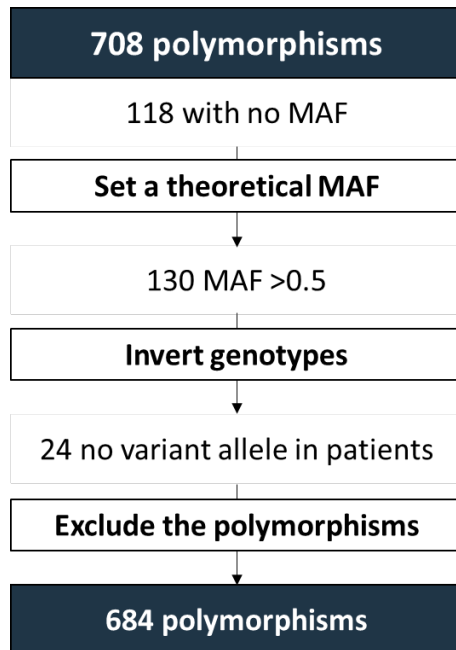 708 polymorphisms
118 with no MAF
Set a theoretical MAF
130 MAF >0.5
Invert genotypes
24 no variant allele in patients
Exclude the polymorphisms
684 polymorphisms